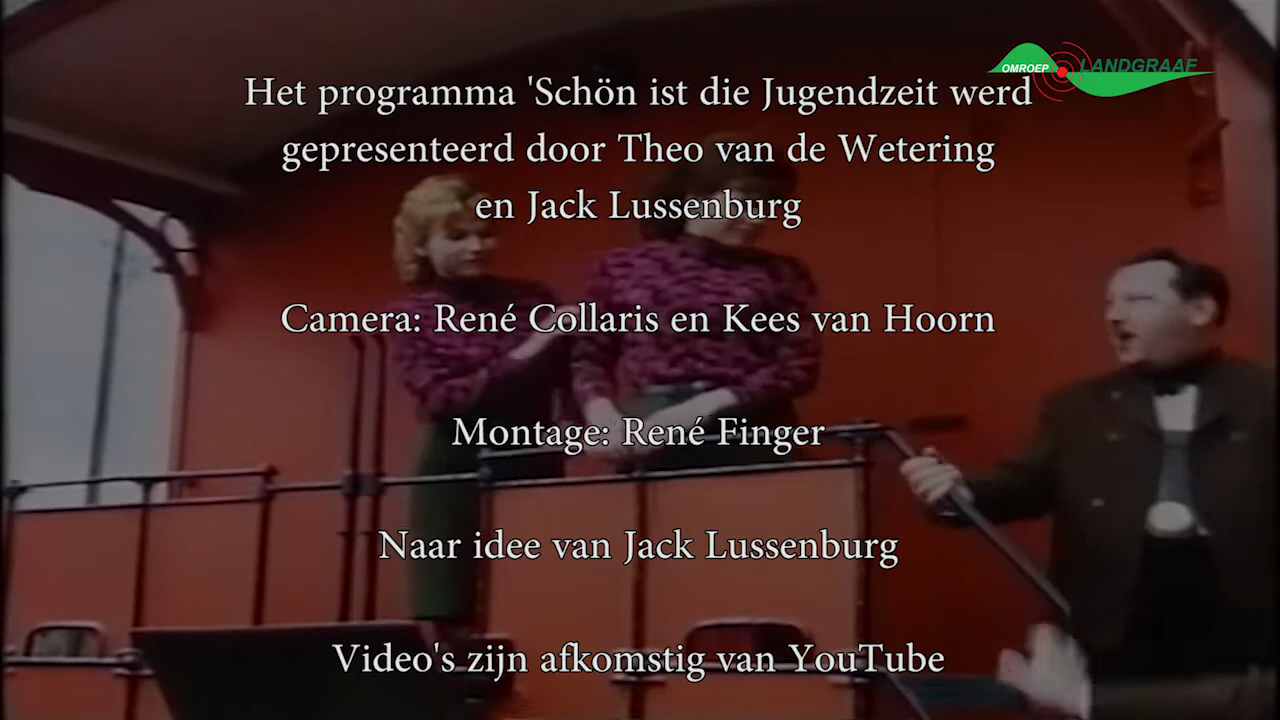 OMROEP LANDGRAAF
Het programma 'Schön ist die Jugendzeit werd
gepresenteerd door Theo van de Wetering
en Jack Lussenburg
Camera: René Collaris en Kees van Hoorn
Montage: René Finger
Naar idee van Jack Lussenburg
Video's zijn afkomstig van YouTube